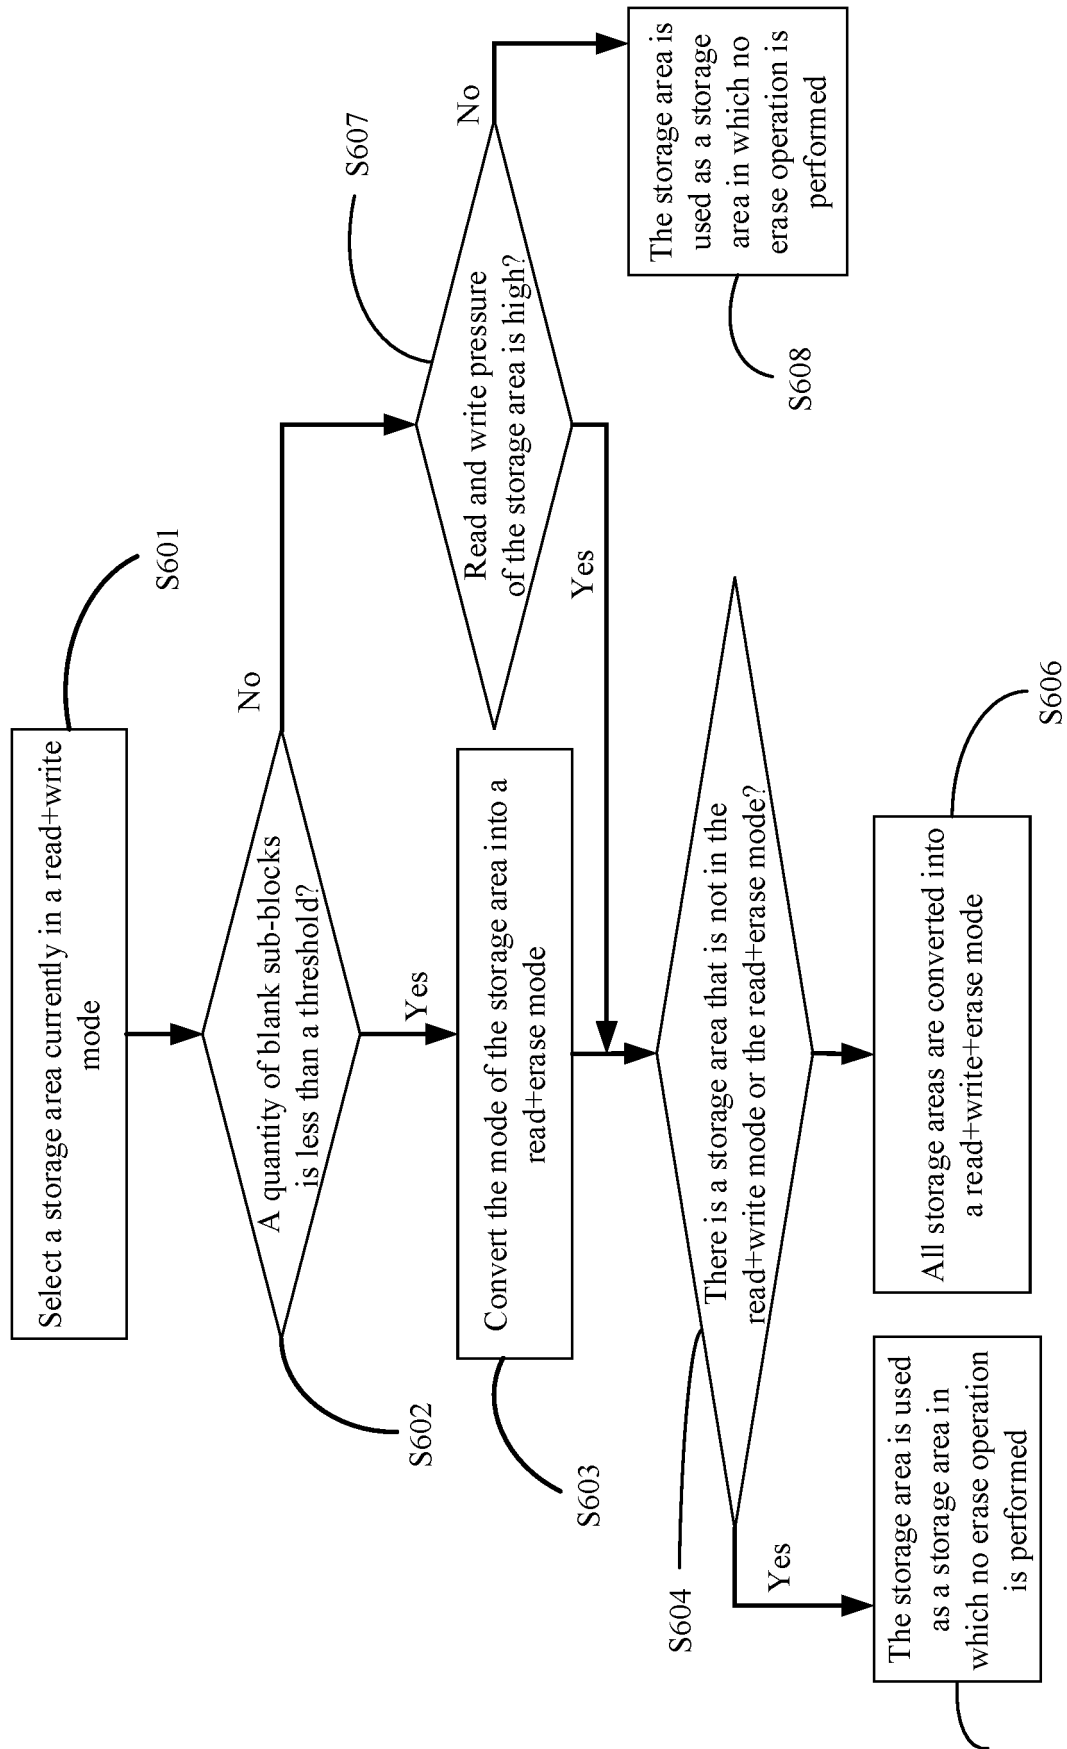 Select a storage area currently in a read+write
mode
S601
A quantity of blank sub-blocks
is less than a threshold?
S602
No
Yes
Convert the mode of the storage area into a
read+erase mode
S603
Read and write pressure
of the storage area is high?
S607
No
Yes
The storage area is
used as a storage
area in which no
erase operation is
performed
S608
There is a storage area that is not in the
read+write mode or the read+erase mode?
S604
Yes
The storage area is used
as a storage area in
which no erase operation
is performed
All storage areas are converted into
a read+write+erase mode
S606